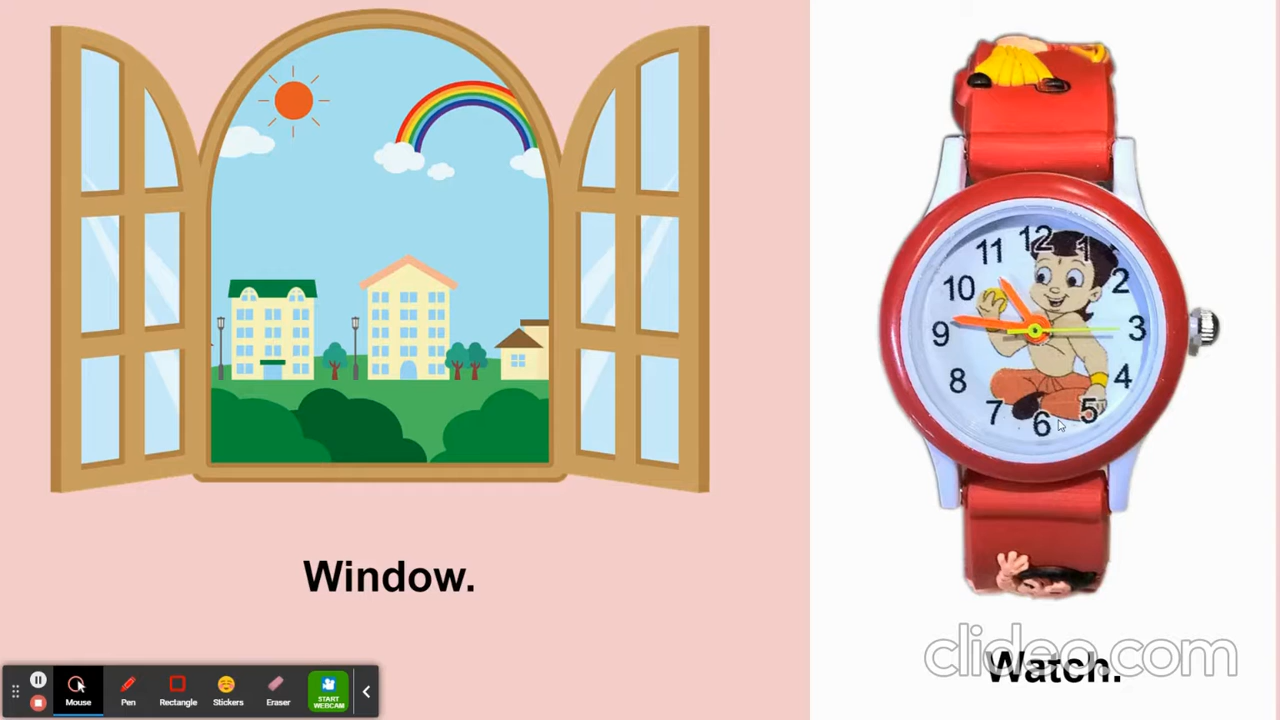 12
11
1
10
2
9
3
8
4
7
5
6
Window.
Watch.
clideo.com
Mouse
Pen
Rectangle
Stickers
Eraser
START
WEBCAM